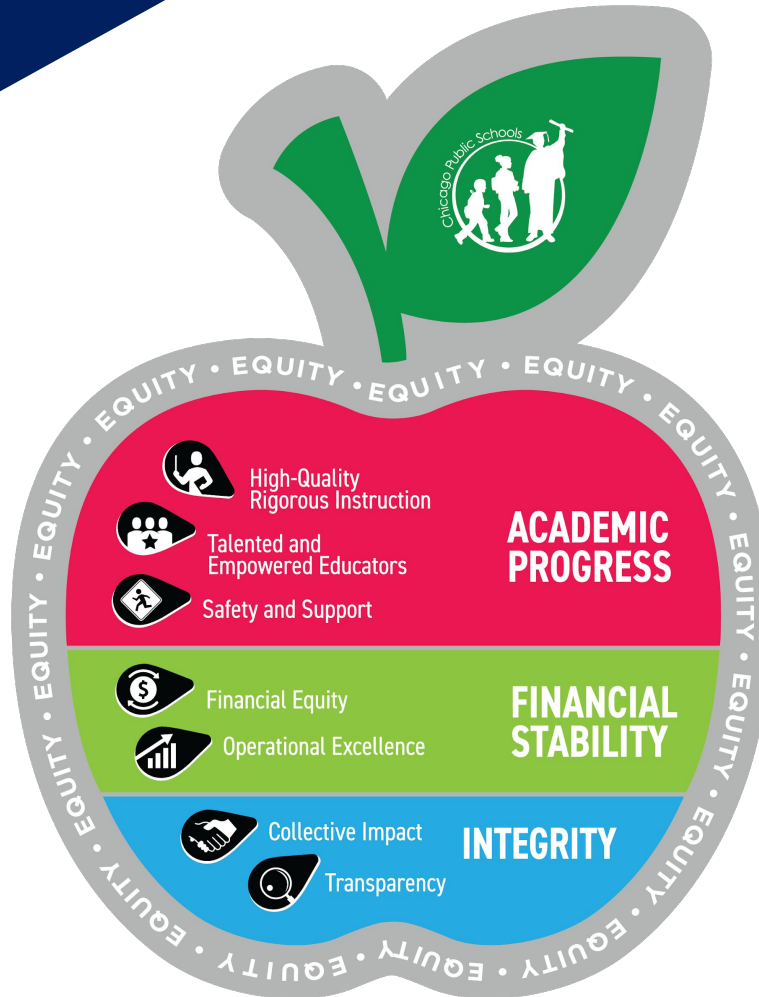 Chicago Public Schools
EQUITY • EQUITY • EQUITY • EQUITY • EQUITY • EQUITY • EQUITY • EQUITY • EQUITY • EQUITY • EQUITY • EQUITY • EQUITY • EQUITY • EQUITY •
High-Quality
Rigorous Instruction
Talented and
Empowered Educators
Safety and Support
ACADEMIC
PROGRESS
Financial Equity
Operational Excellence
FINANCIAL
STABILITY
Collective Impact
Transparency
INTEGRITY
$